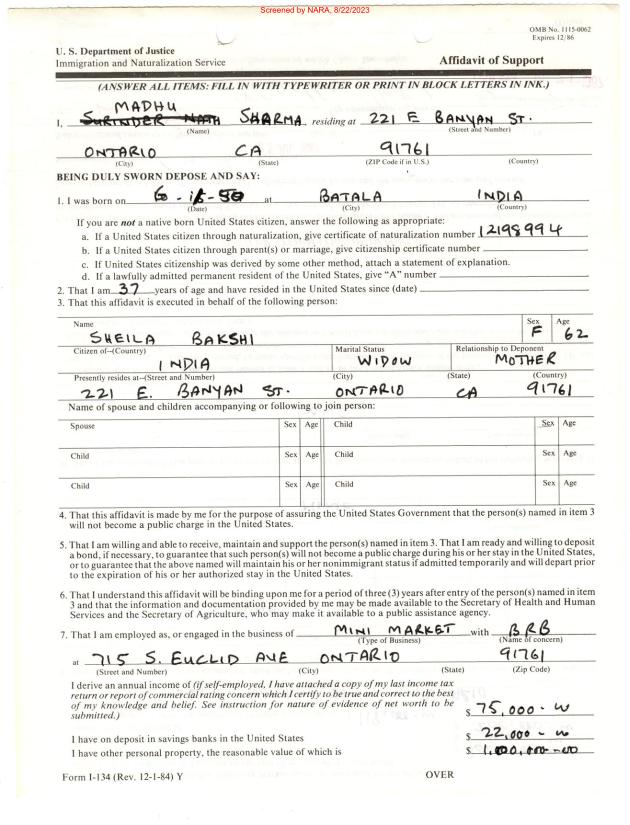 Screened by NARA, 8/22/2023
OMB No. 1115-0062
Expires 12/86
U. S. Department of Justice
Immigration and Naturalization Service
Affidavit of Support
(ANSWER ALL ITEMS: FILL IN WITH TYPEWRITER OR PRINT IN BLOCK LETTERS IN INK.)
MADHU
I, SURINDER NATH SHARMA residing at 221 E BANYAN ST.
(Name) (Street and Number)
ONTARIO CA 91761
(City) (State) (ZIP Code if in U.S.) (Country)
BEING DULY SWORN DEPOSE AND SAY:
1. I was born on at BATALA INDIA
(Date) (City) (Country)
If you are not a native born United States citizen, answer the following as appropriate:
a. If a United States citizen through naturalization, give certificate of naturalization number 12198994
b. If a United States citizen through parent(s) or marriage, give citizenship certificate number
c. If United States citizenship was derived by some other method, attach a statement of explanation.
d. If a lawfully admitted permanent resident of the United States, give "A" number
2. That I am 37 years of age and have resided in the United States since (date)
3. That this affidavit is executed in behalf of the following person:
Name Sex Age
SHEILA BAKSHI F 62
Citizen of--(Country) Marital Status Relationship to Deponent
INDIA WIDOW MOTHER
Presently resides at--(Street and Number) (City) (State) (Country)
221 E. BANYAN ST. ONTARIO CA 91761
Name of spouse and children accompanying or following to join person:
Spouse Sex Age Child Sex Age
Child Sex Age Child Sex Age
Child Sex Age Child Sex Age
4. That this affidavit is made by me for the purpose of assuring the United States Government that the person(s) named in item 3
will not become a public charge in the United States.
5. That I am willing and able to receive, maintain and support the person(s) named in item 3. That I am ready and willing to deposit
a bond, if necessary, to guarantee that such person(s) will not become a public charge during his or her stay in the United States,
or to guarantee that the above named will maintain his or her nonimmigrant status if admitted temporarily and will depart prior
to the expiration of his or her authorized stay in the United States.
6. That I understand this affidavit will be binding upon me for a period of three (3) years after entry of the person(s) named in item
3 and that the information and documentation provided by me may be made available to the Secretary of Health and Human
Services and the Secretary of Agriculture, who may make it available to a public assistance agency.
7. That I am employed as, or engaged in the business of MINI MARKET with BRB
(Type of Business) (Name of concern)
at 715 S. EUCLID AVE ONTARIO 91761
(Street and Number) (City) (State) (Zip Code)
I derive an annual income of (if self-employed, I have attached a copy of my last income tax
return or report of commercial rating concern which I certify to be true and correct to the best
of my knowledge and belief. See instruction for nature of evidence of net worth to be
submitted.) $ 75,000-00
I have on deposit in savings banks in the United States $ 22,000-00
I have other personal property, the reasonable value of which is $
Form I-134 (Rev. 12-1-84) Y OVER